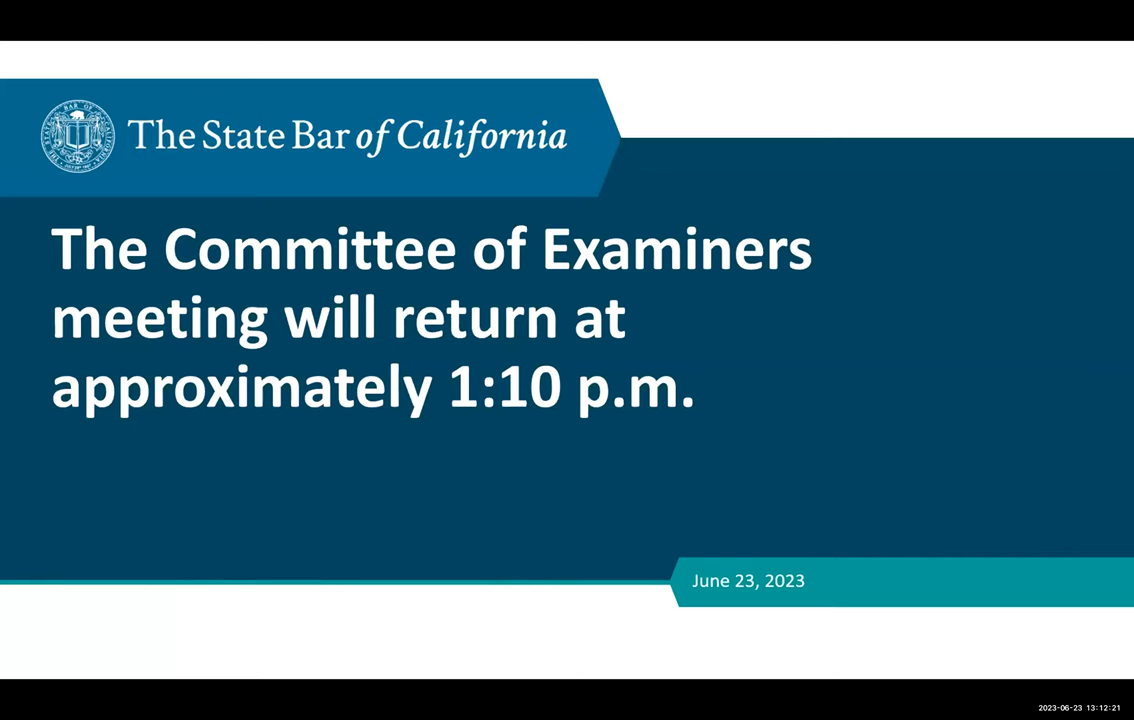 The State Bar of California
The Committee of Examiners
meeting will return at
approximately 1:10 p.m.
June 23, 2023
2023-06-23 13:12:21